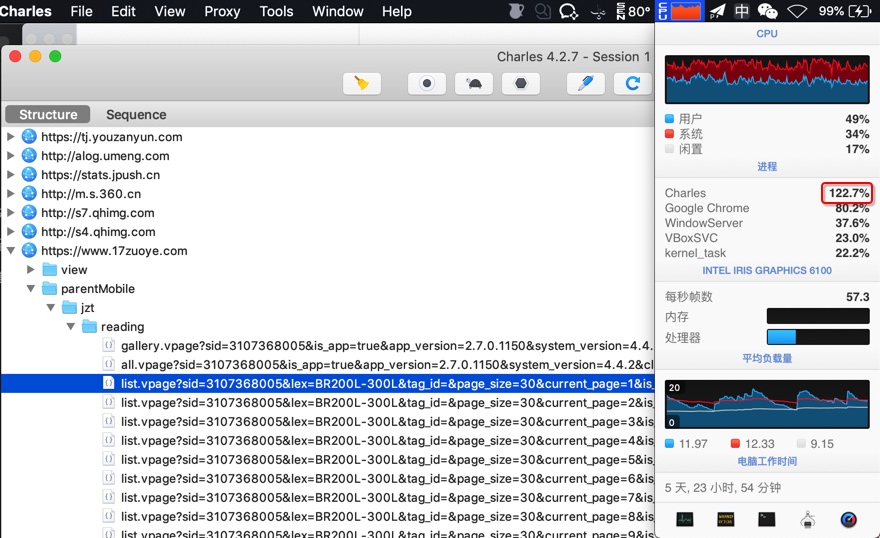 Charles File Edit View Proxy Tools Window Help SEN 80° CPU 中 99%
Charles 4.2.7 - Session 1
Structure Sequence
https://tj.youzanyun.com
http://alog.umeng.com
https://stats.jpush.cn
http://m.s.360.cn
http://s7.qhimg.com
http://s4.qhimg.com
https://www.17zuoye.com
view
parentMobile
jzt
reading
gallery.vpage?sid=3107368005&is_app=true&app_version=2.7.0.1150&system_version=4.4.
all.vpage?sid=3107368005&is_app=true&app_version=2.7.0.1150&system_version=4.4.2&cl
list.vpage?sid=3107368005&lex=BR200L-300L&tag_id=&page_size=30&current_page=1&is_
list.vpage?sid=3107368005&lex=BR200L-300L&tag_id=&page_size=30&current_page=2&is_
list.vpage?sid=3107368005&lex=BR200L-300L&tag_id=&page_size=30&current_page=3&is_
list.vpage?sid=3107368005&lex=BR200L-300L&tag_id=&page_size=30&current_page=4&is_
list.vpage?sid=3107368005&lex=BR200L-300L&tag_id=&page_size=30&current_page=5&is_
list.vpage?sid=3107368005&lex=BR200L-300L&tag_id=&page_size=30&current_page=6&is_
list.vpage?sid=3107368005&lex=BR200L-300L&tag_id=&page_size=30&current_page=7&is_
list.vpage?sid=3107368005&lex=BR200L-300L&tag_id=&page_size=30&current_page=8&is_
list.vpage?sid=3107368005&lex=BR200L-300L&tag_id=&page_size=30&current_page=9&is_
CPU
用户 49%
系统 34%
闲置 17%
进程
Charles 122.7%
Google Chrome 80.2%
WindowServer 37.6%
VBoxSVC 23.0%
kernel_task 22.2%
INTEL IRIS GRAPHICS 6100
每秒帧数 57.3
内存
处理器
平均负载量
20
0
11.97 12.33 9.15
电脑工作时间
5 天, 23 小时, 54 分钟